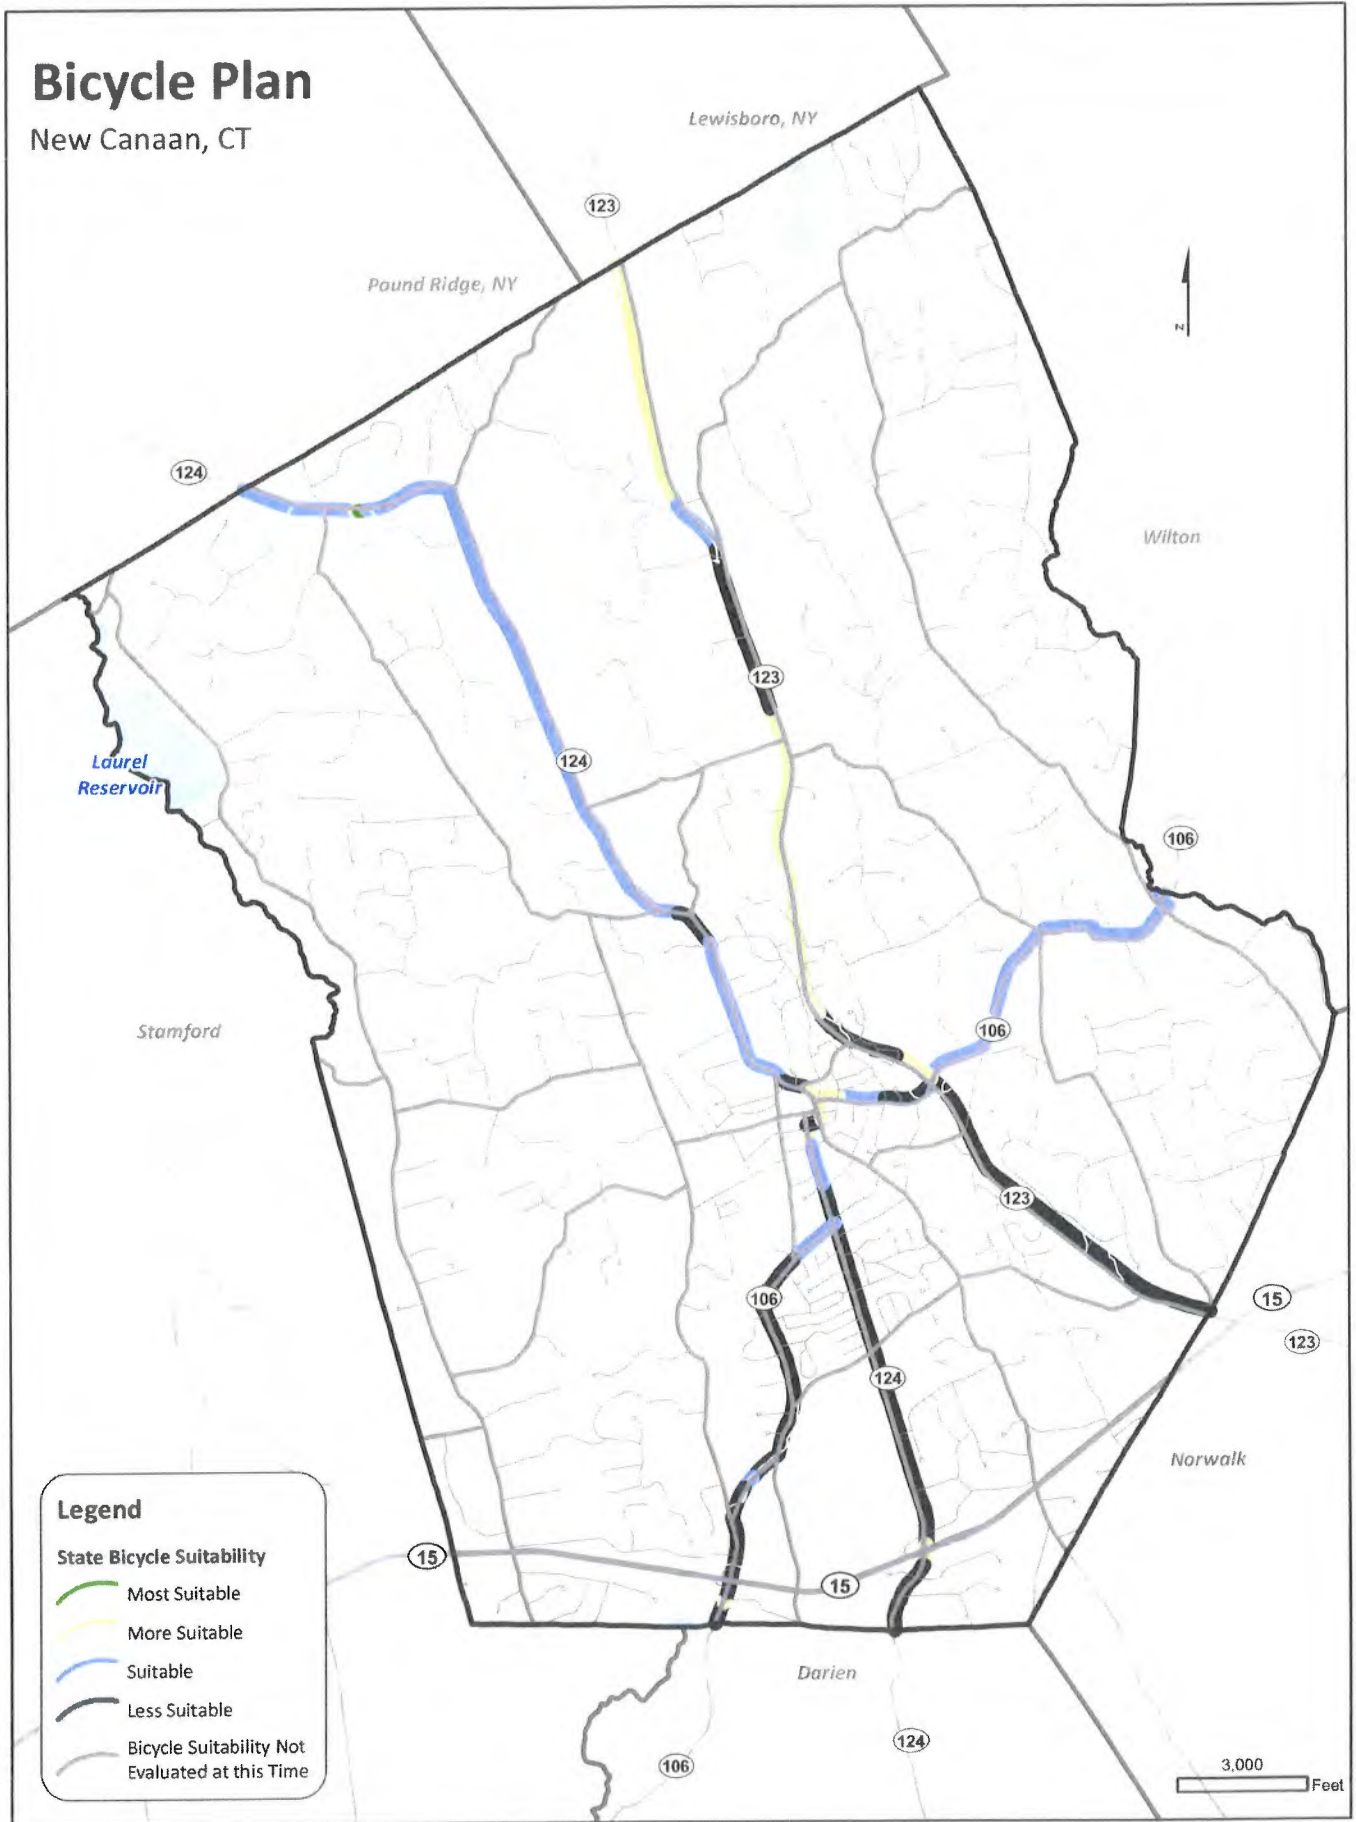 Bicycle Plan
New Canaan, CT
Lewisboro, NY
123
Pound Ridge, NY
N
124
Wilton
123
124
Laurel
Reservoir
106
Stamford
106
123
106
15
123
124
Norwalk
15
15
Darien
124
106
Legend
State Bicycle Suitability
Most Suitable
More Suitable
Suitable
Less Suitable
Bicycle Suitability Not
Evaluated at this Time
3,000
Feet